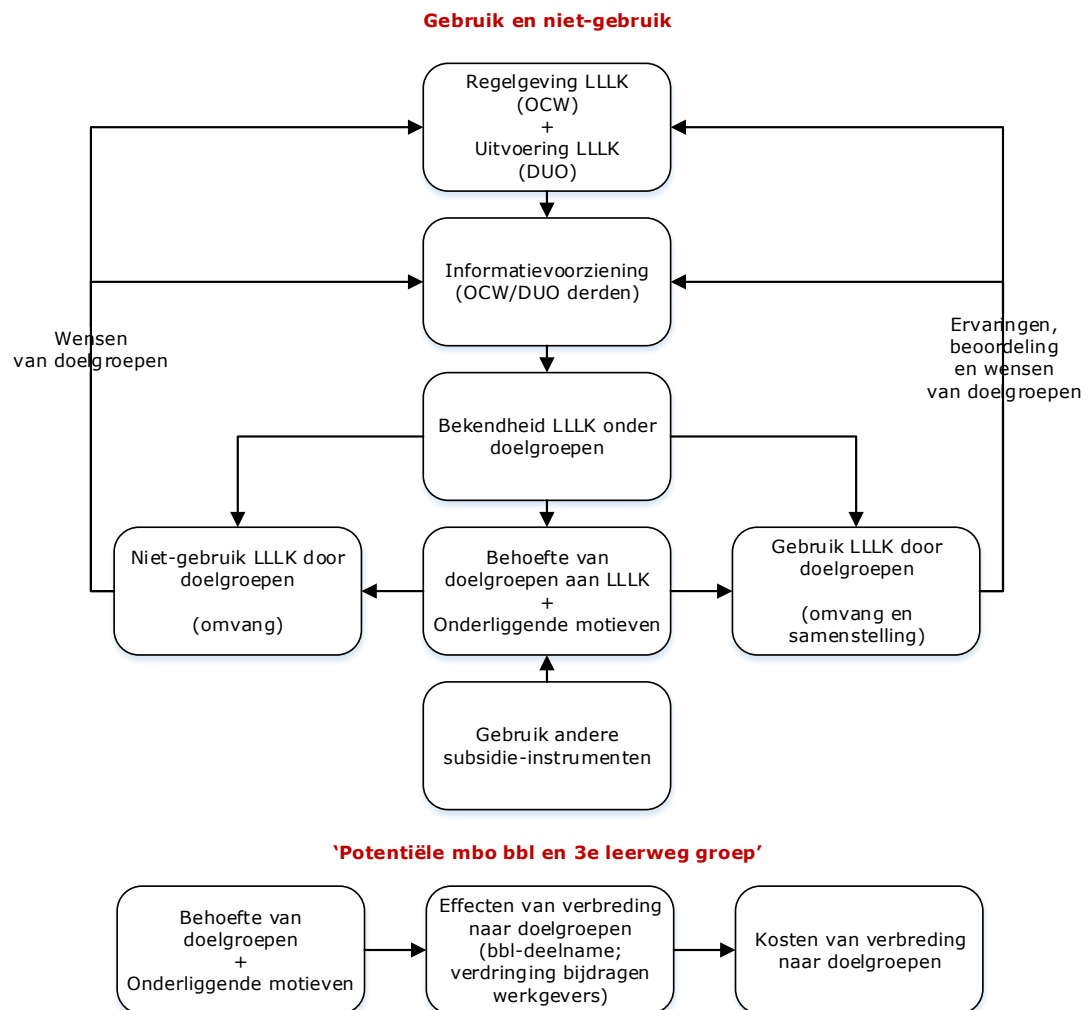 Gebruik en niet-gebruik
Regelgeving LLLK
(OCW)
+
Uitvoering LLLK
(DUO)
Informatievoorziening
(OCW/DUO derden)
Wensen
van doelgroepen
Ervaringen,
beoordeling
en wensen
van doelgroepen
Bekendheid LLLK onder
doelgroepen
Niet-gebruik LLLK door
doelgroepen
(omvang)
Behoefte van
doelgroepen aan LLLK
+
Onderliggende motieven
Gebruik LLLK door
doelgroepen
(omvang en
samenstelling)
Gebruik andere
subsidie-instrumenten
‘Potentiële mbo bbl en 3e leerweg groep’
Behoefte van
doelgroepen
+
Onderliggende motieven
Effecten van verbreding
naar doelgroepen
(bbl-deelname;
verdringing bijdragen
werkgevers)
Kosten van verbreding
naar doelgroepen